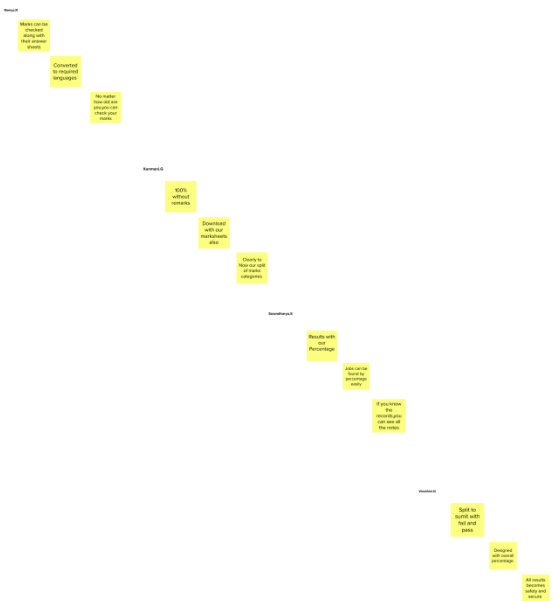 Marks can be
checked
along with
their answer
sheets
Converted
to required
languages
No matter
how old are
you,you can
check your
marks
Kanmani.G
100%
without
remarks
Download
with our
marksheets
also
Clearly to
Now our split
of marks
categories
Soundharya.S
Results with
our
Percentage
Jobs can be
found by
percentage
easily
If you know
the
records,you
can see all
the notes
Split to
sumit with
fail and
pass
Designed
with overall
percentage
All results
becomes
safely and
secure